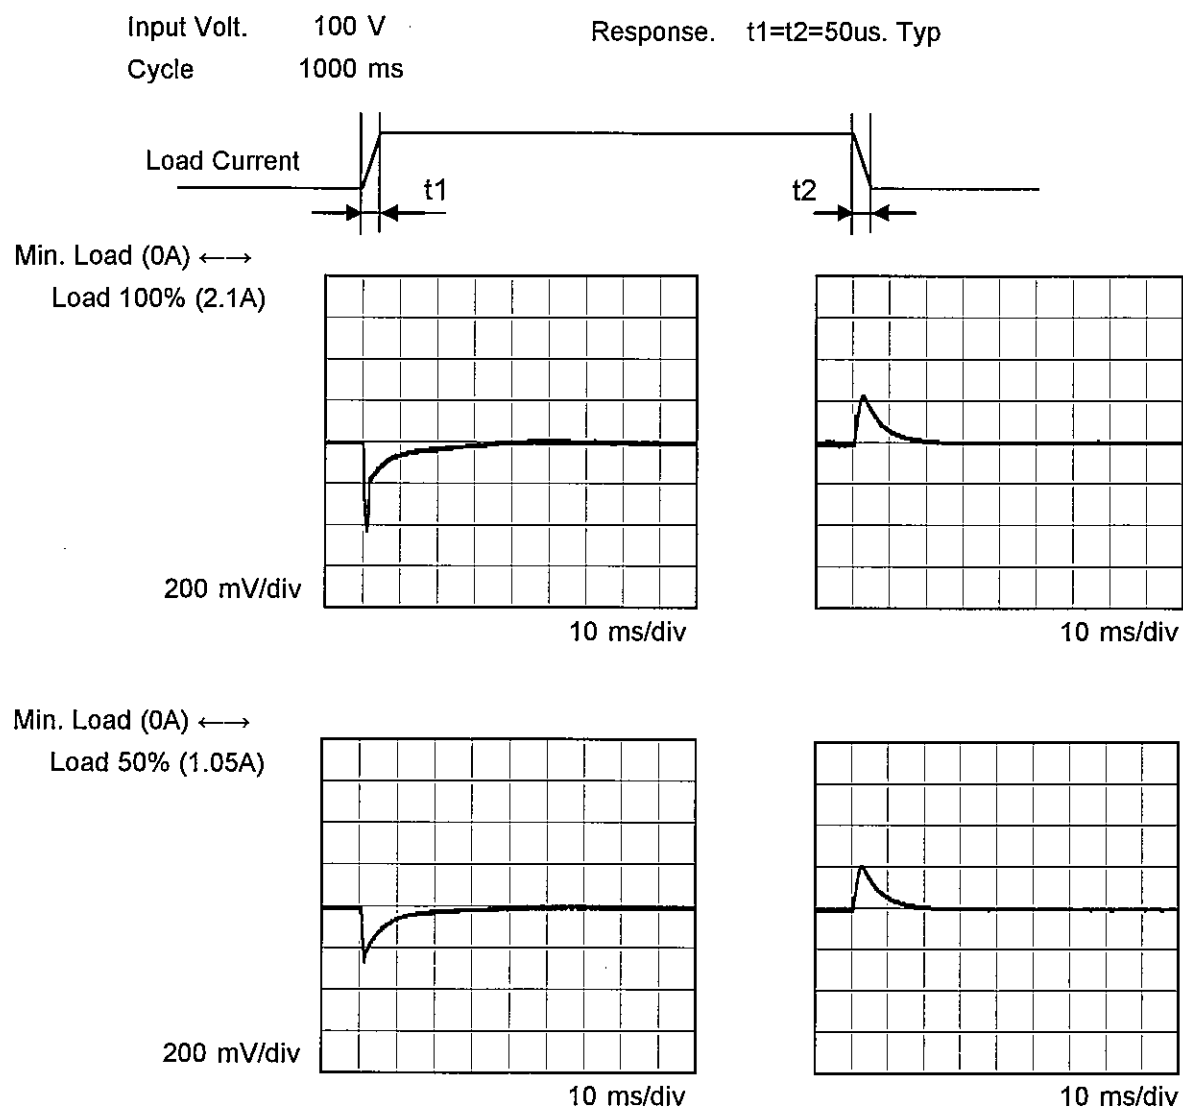 Input Volt. 100 V
Response. t1=t2=50us. Typ
Cycle 1000 ms
Load Current
t1
t2
Min. Load (0A) ←→
Load 100% (2.1A)
200 mV/div
10 ms/div
10 ms/div
Min. Load (0A) ←→
Load 50% (1.05A)
200 mV/div
10 ms/div
10 ms/div